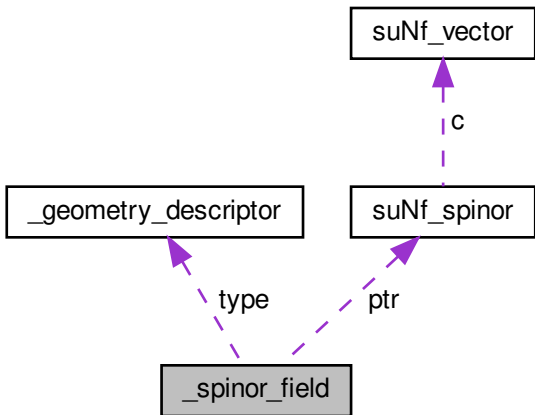 suNf_vector
c
_geometry_descriptor
suNf_spinor
type
ptr
_spinor_field